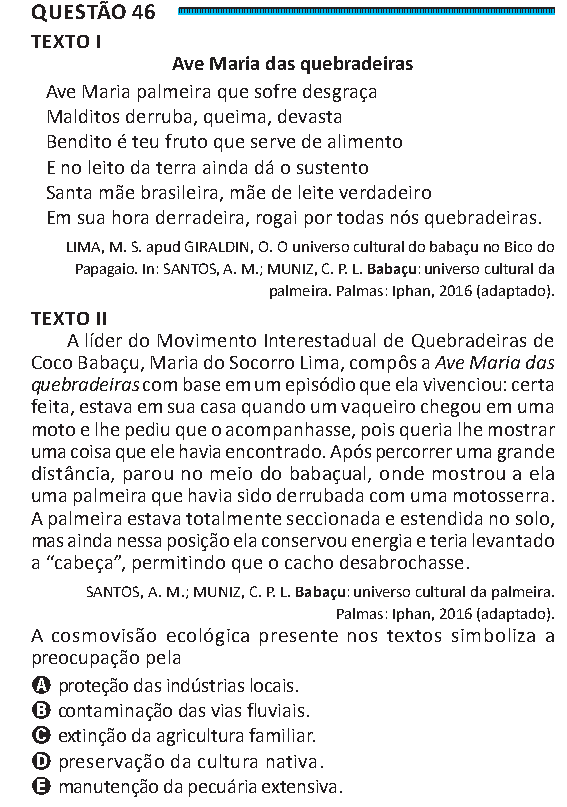 QUESTÃO 46
TEXTO I
Ave Maria das quebradeiras
Ave Maria palmeira que sofre desgraça
Malditos derruba, queima, devasta
Bendito é teu fruto que serve de alimento
E no leito da terra ainda dá o sustento
Santa mãe brasileira, mãe de leite verdadeiro
Em sua hora derradeira, rogai por todas nós quebradeiras.
LIMA, M. S. apud GIRALDIN, O. O universo cultural do babaçu no Bico do
Papagaio. In: SANTOS, A. M.; MUNIZ, C. P. L. Babaçu: universo cultural da
palmeira. Palmas: Iphan, 2016 (adaptado).
TEXTO II
A líder do Movimento Interestadual de Quebradeiras de
Coco Babaçu, Maria do Socorro Lima, compôs a Ave Maria das
quebradeiras com base em um episódio que ela vivenciou: certa
feita, estava em sua casa quando um vaqueiro chegou em uma
moto e lhe pediu que o acompanhasse, pois queria lhe mostrar
uma coisa que ele havia encontrado. Após percorrer uma grande
distância, parou no meio do babaçual, onde mostrou a ela
uma palmeira que havia sido derrubada com uma motosserra.
A palmeira estava totalmente seccionada e estendida no solo,
mas ainda nessa posição ela conservou energia e teria levantado
a “cabeça”, permitindo que o cacho desabrochasse.
SANTOS, A. M.; MUNIZ, C. P. L. Babaçu: universo cultural da palmeira.
Palmas: Iphan, 2016 (adaptado).
A cosmovisão ecológica presente nos textos simboliza a
preocupação pela
A proteção das indústrias locais.
B contaminação das vias fluviais.
C extinção da agricultura familiar.
D preservação da cultura nativa.
E manutenção da pecuária extensiva.